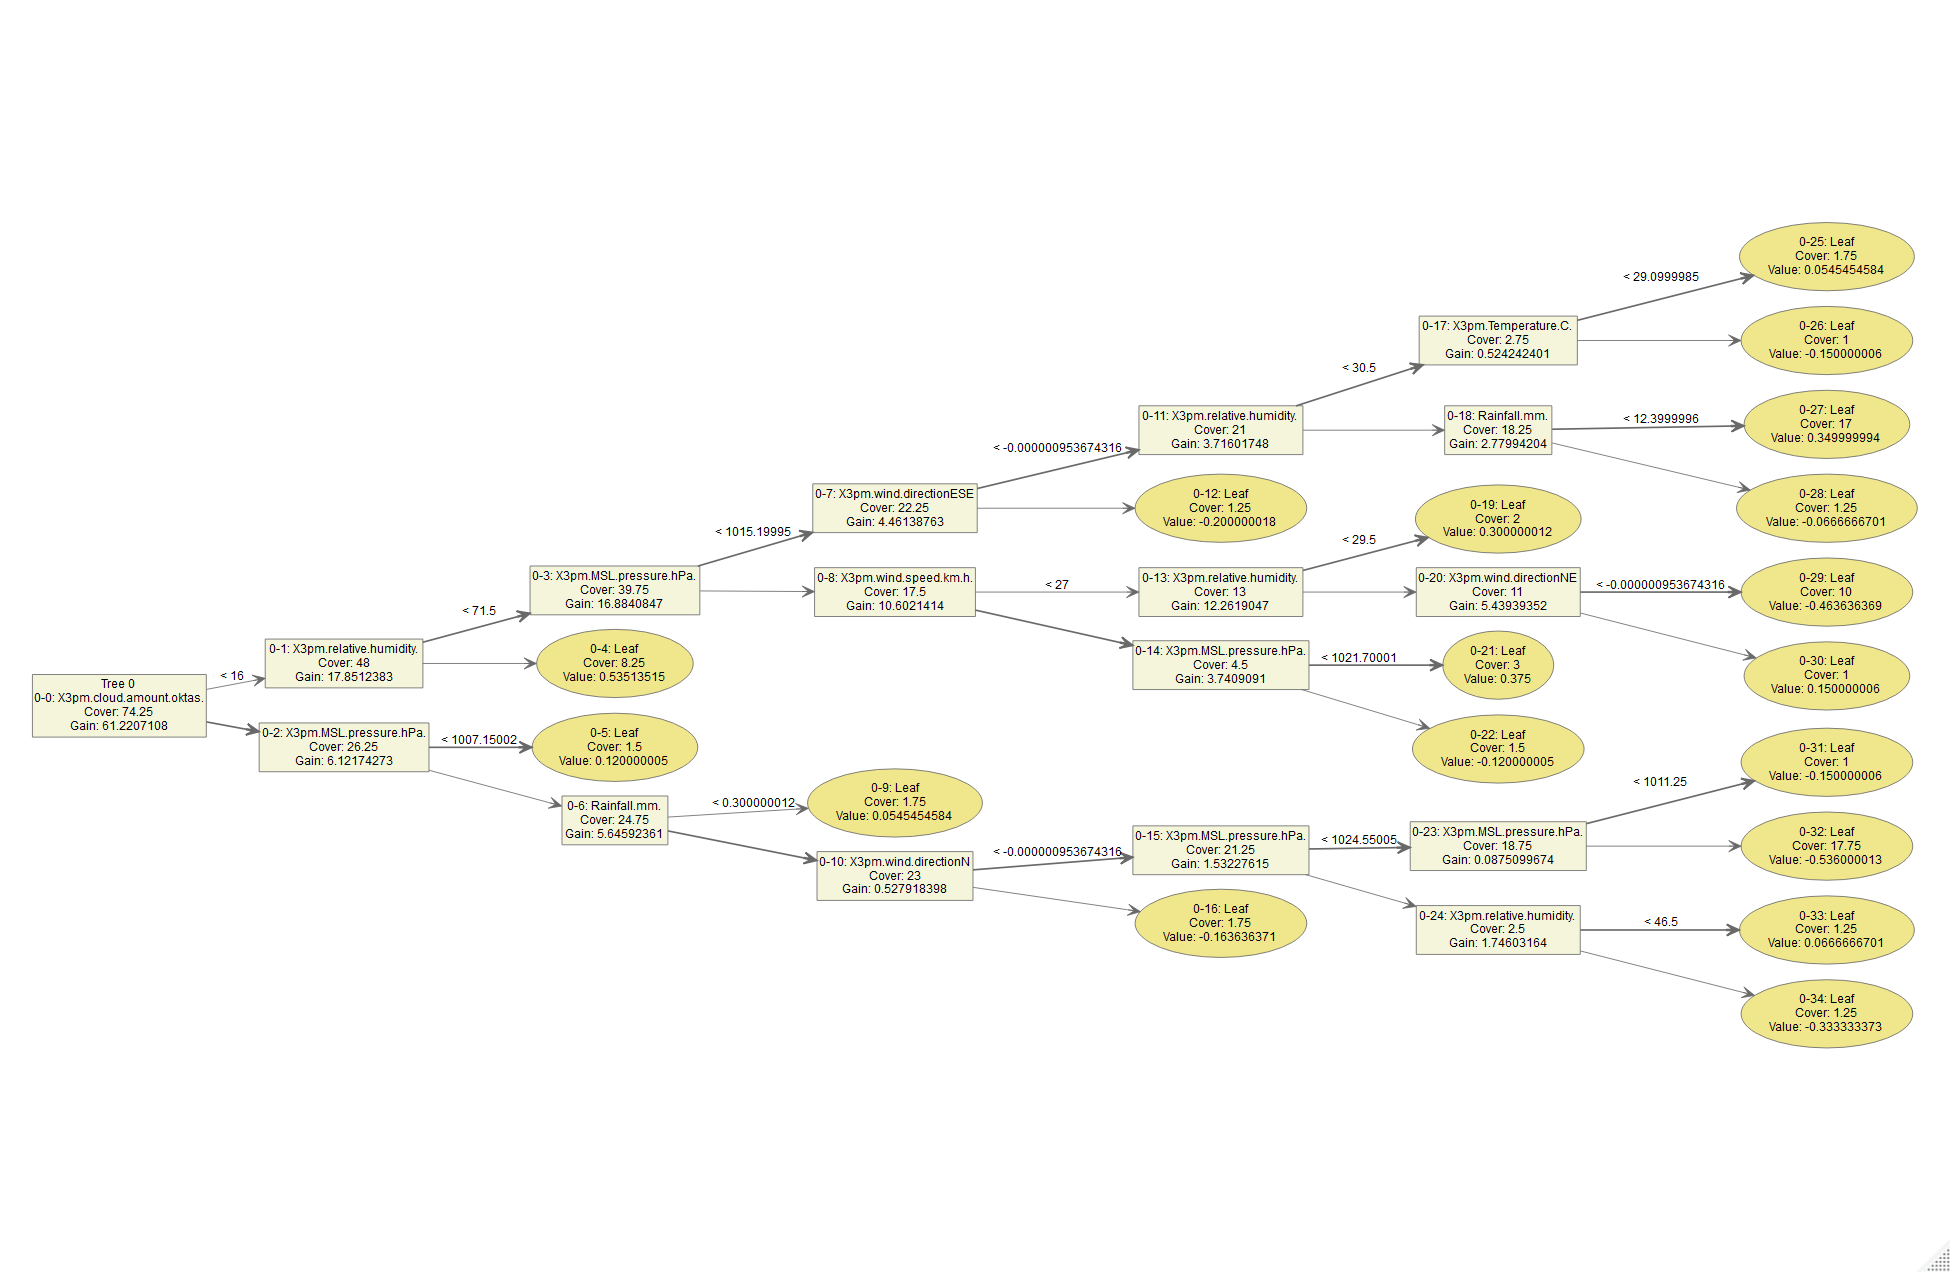 Tree 0
0-0: X3pm.cloud.amount.oktas.
Cover: 74.25
Gain: 61.2207108
< 16
0-1: X3pm.relative.humidity.
Cover: 48
Gain: 17.8512383
0-2: X3pm.MSL.pressure.hPa.
Cover: 26.25
Gain: 6.12174273
< 71.5
0-3: X3pm.MSL.pressure.hPa.
Cover: 39.75
Gain: 16.8840847
0-4: Leaf
Cover: 8.25
Value: 0.53513515
< 1007.15002
0-5: Leaf
Cover: 1.5
Value: 0.120000005
0-6: Rainfall.mm.
Cover: 24.75
Gain: 5.64592361
< 1015.19995
0-7: X3pm.wind.directionESE
Cover: 22.25
Gain: 4.46138763
0-8: X3pm.wind.speed.km.h.
Cover: 17.5
Gain: 10.6021414
< 0.300000012
0-9: Leaf
Cover: 1.75
Value: 0.0545454584
0-10: X3pm.wind.directionN
Cover: 23
Gain: 0.527918398
< -0.000000953674316
0-11: X3pm.relative.humidity.
Cover: 21
Gain: 3.71601748
0-12: Leaf
Cover: 1.25
Value: -0.200000018
< 27
0-13: X3pm.relative.humidity.
Cover: 13
Gain: 12.2619047
0-14: X3pm.MSL.pressure.hPa.
Cover: 4.5
Gain: 3.7409091
< -0.000000953674316
0-15: X3pm.MSL.pressure.hPa.
Cover: 21.25
Gain: 1.53227615
0-16: Leaf
Cover: 1.75
Value: -0.163636371
< 30.5
0-17: X3pm.Temperature.C.
Cover: 2.75
Gain: 0.524242401
0-18: Rainfall.mm.
Cover: 18.25
Gain: 2.77994204
< 29.5
0-19: Leaf
Cover: 2
Value: 0.300000012
0-20: X3pm.wind.directionNE
Cover: 11
Gain: 5.43939352
< 1021.70001
0-21: Leaf
Cover: 3
Value: 0.375
0-22: Leaf
Cover: 1.5
Value: -0.120000005
< 1024.55005
0-23: X3pm.MSL.pressure.hPa.
Cover: 18.75
Gain: 0.0875099674
0-24: X3pm.relative.humidity.
Cover: 2.5
Gain: 1.74603164
< 29.0999985
0-25: Leaf
Cover: 1.75
Value: 0.0545454584
0-26: Leaf
Cover: 1
Value: -0.150000006
< 12.3999996
0-27: Leaf
Cover: 17
Value: 0.349999994
0-28: Leaf
Cover: 1.25
Value: -0.0666666701
< -0.000000953674316
0-29: Leaf
Cover: 10
Value: -0.463636369
0-30: Leaf
Cover: 1
Value: 0.150000006
< 1011.25
0-31: Leaf
Cover: 1
Value: -0.150000006
0-32: Leaf
Cover: 17.75
Value: -0.536000013
< 46.5
0-33: Leaf
Cover: 1.25
Value: 0.0666666701
0-34: Leaf
Cover: 1.25
Value: -0.333333373